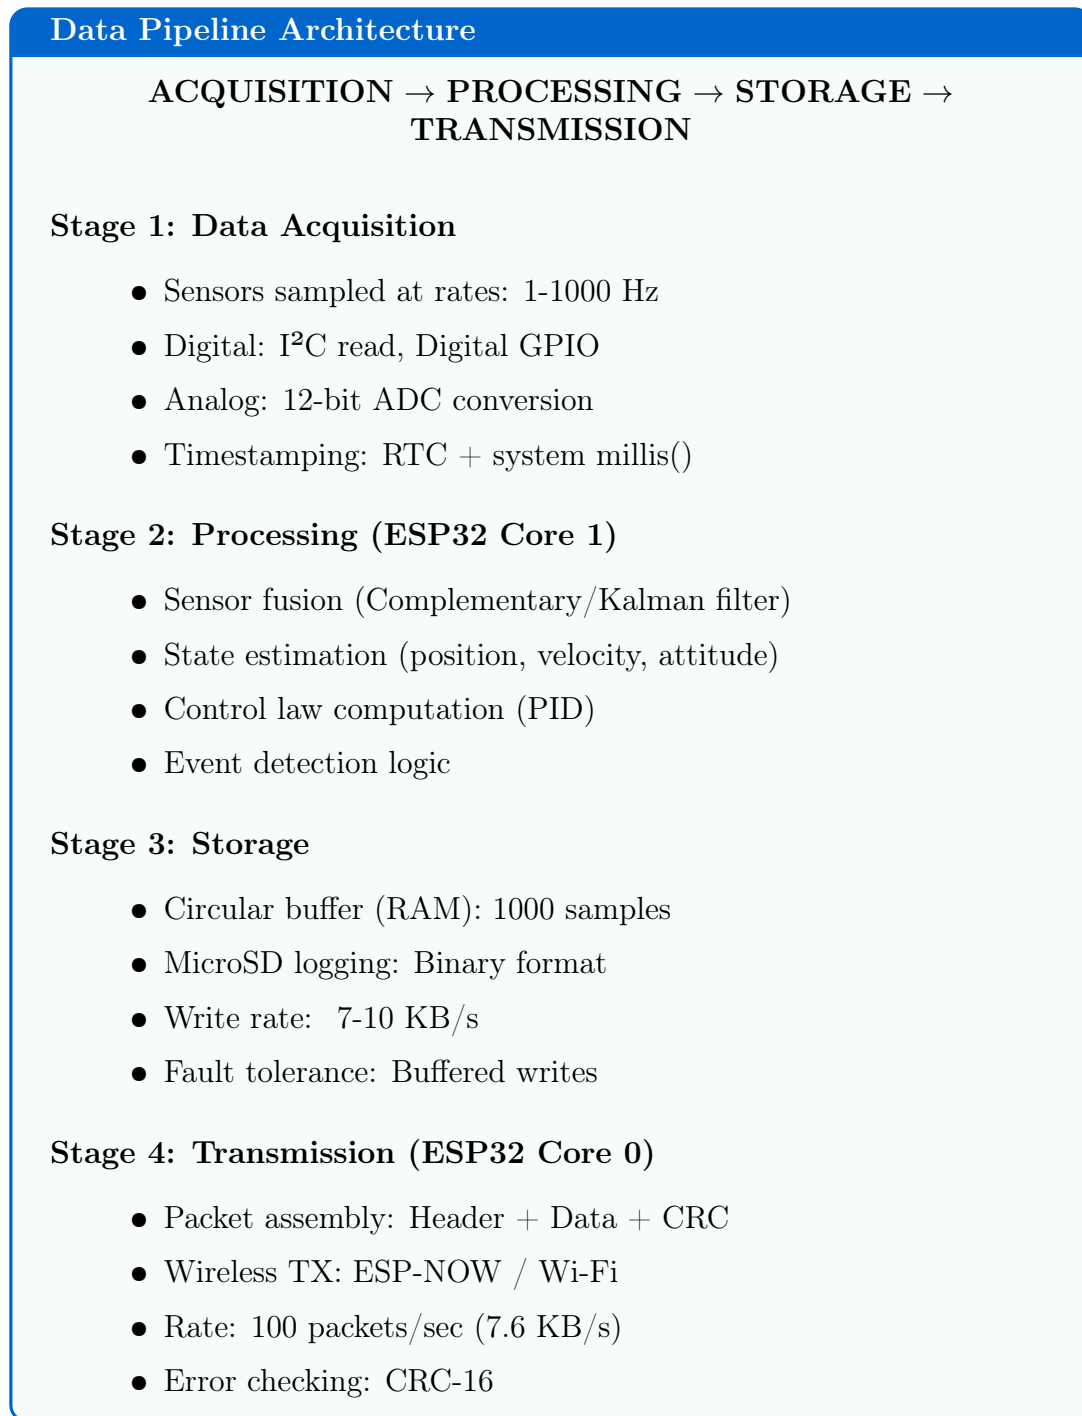 Data Pipeline Architecture
ACQUISITION → PROCESSING → STORAGE →
TRANSMISSION
Stage 1: Data Acquisition
• Sensors sampled at rates: 1-1000 Hz
• Digital: I²C read, Digital GPIO
• Analog: 12-bit ADC conversion
• Timestamping: RTC + system millis()
Stage 2: Processing (ESP32 Core 1)
• Sensor fusion (Complementary/Kalman filter)
• State estimation (position, velocity, attitude)
• Control law computation (PID)
• Event detection logic
Stage 3: Storage
• Circular buffer (RAM): 1000 samples
• MicroSD logging: Binary format
• Write rate: 7-10 KB/s
• Fault tolerance: Buffered writes
Stage 4: Transmission (ESP32 Core 0)
• Packet assembly: Header + Data + CRC
• Wireless TX: ESP-NOW / Wi-Fi
• Rate: 100 packets/sec (7.6 KB/s)
• Error checking: CRC-16